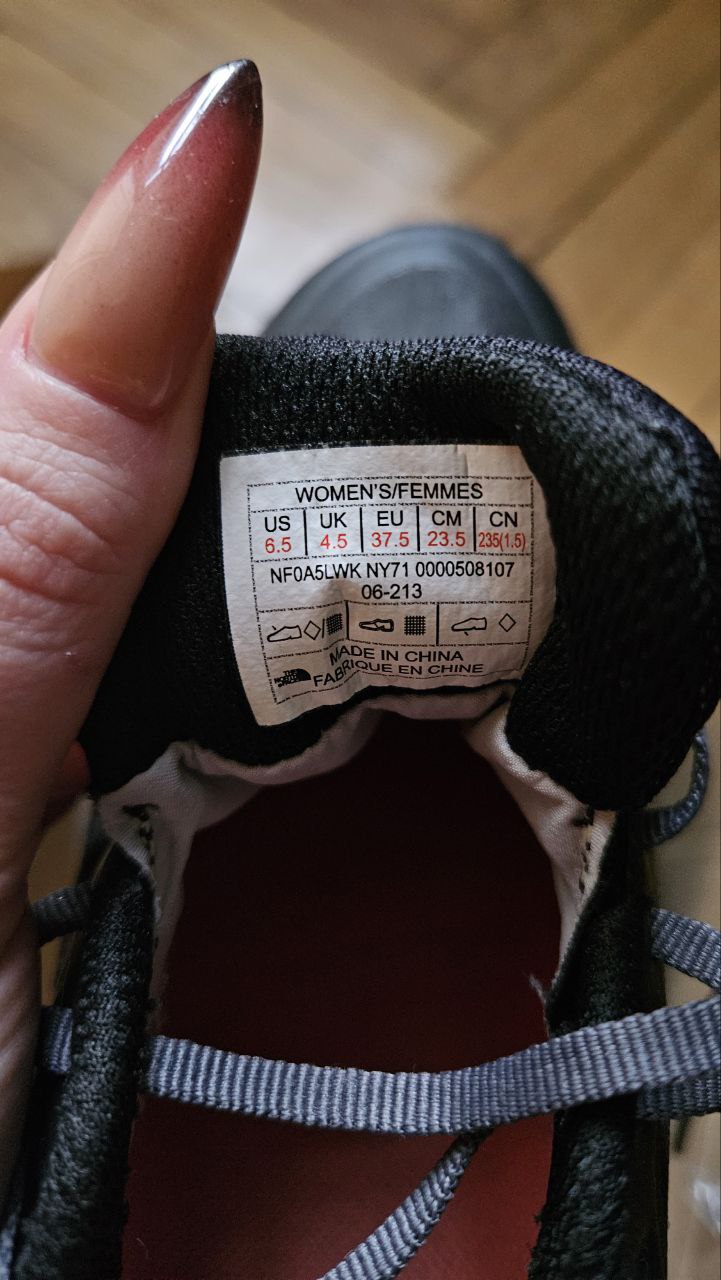 WOMEN'S/FEMMES
US UK EU CM CN
6.5 4.5 37.5 23.5 235(1.5)
NF0A5LWK NY71 0000508107
06-213
MADE IN CHINA
FABRIQUE EN CHINE